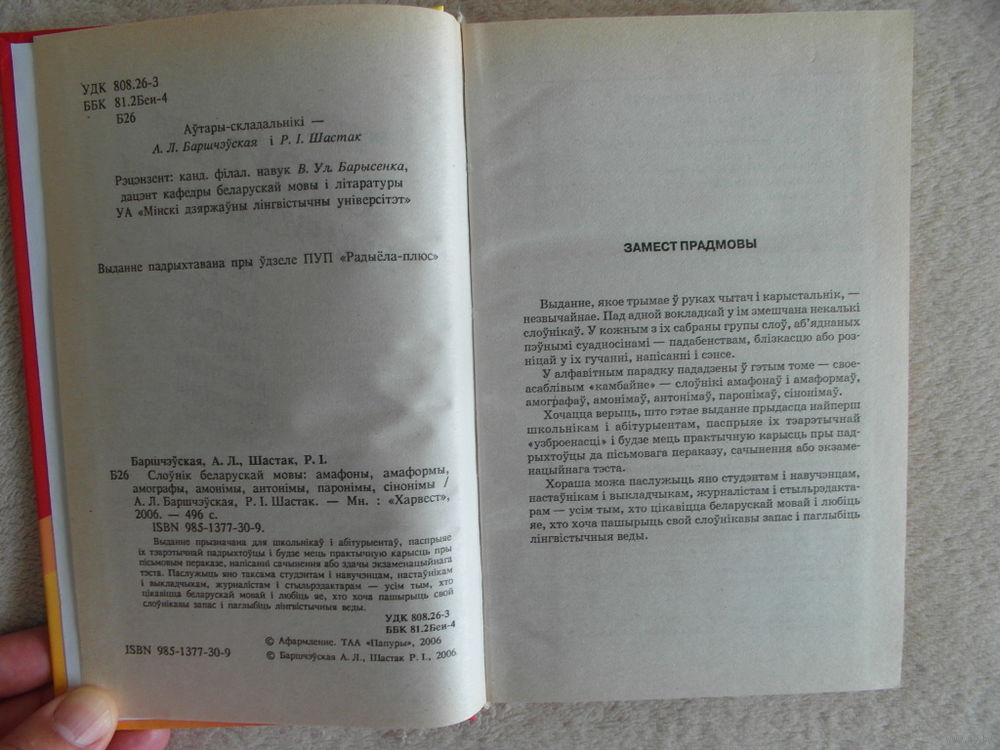 УДК 808.26-3
ББК 81.2Беи-4
Б26
Аўтары-складальнікі —
А. Л. Баршчэўская і Р. І. Шастак
Рэцэнзент: канд. філал. навук В. Ул. Барысенка,
дацэнт кафедры беларускай мовы і літаратуры
УА «Мінскі дзяржаўны лінгвістычны універсітэт»
Выданне падрыхтавана пры ўдзеле ПУП «Радыёла-плюс»
Баршчэўская, А. Л., Шастак, Р. І.
Б26 Слоўнік беларускай мовы: амафоны, амаформы,
амографы, амонімы, антонімы, паронімы, сінонімы /
А. Л. Баршчэўская, Р. І. Шастак. — Мн. : «Харвест»,
2006. — 496 с.
ISBN 985-1377-30-9.
Выданне прызначана для школьнікаў і абітурыентаў, паспрыяе
іх тэарэтычнай падрыхтоўцы і будзе мець практычную карысць пры
пісьмовым пераказе, напісанні сачынення або здачы экзаменацыйнага
тэста. Паслужыць яно таксама студэнтам і навучэнцам, настаўнікам
і выкладчыкам, журналістам і стыльрэдактарам — усім тым, хто
цікавіцца беларускай мовай і любіць яе, хто хоча пашырыць свой
слоўнікавы запас і паглыбіць лінгвістычныя веды.
УДК 808.26-3
ББК 81.2Беи-4
© Афармленне. ТАА «Папуры», 2006
ISBN 985-1377-30-9 © Баршчэўская А. Л., Шастак Р. І., 2006
ЗАМЕСТ ПРАДМОВЫ
Выданне, якое трымае ў руках чытач і карыстальнік, —
незвычайнае. Пад адной вокладкай у ім змешчана некалькі
слоўнікаў. У кожным з іх сабраны групы слоў, аб’яднаных
пэўнымі суадносінамі — падабенствам, блізкасцю або роз-
ніцай у іх гучанні, напісанні і сэнсе.
У алфавітным парадку пададзены ў гэтым томе — свое-
асаблівым «камбайне» — слоўнікі амафонаў і амаформаў,
амографаў, амонімаў, антонімаў, паронімаў, сінонімаў.
Хочацца верыць, што гэтае выданне прыдасца найперш
школьнікам і абітурыентам, паспрыяе іх тэарэтычнай
«узброенасці» і будзе мець практычную карысць пры пад-
рыхтоўцы да пісьмовага пераказу, сачынення або экзаме-
нацыйнага тэста.
Хораша можа паслужыць яно студэнтам і навучэнцам,
настаўнікам і выкладчыкам, журналістам і стыльрэдакта-
рам — усім тым, хто цікавіцца беларускай мовай і любіць
яе, хто хоча пашырыць свой слоўнікавы запас і паглыбіць
лінгвістычныя веды.